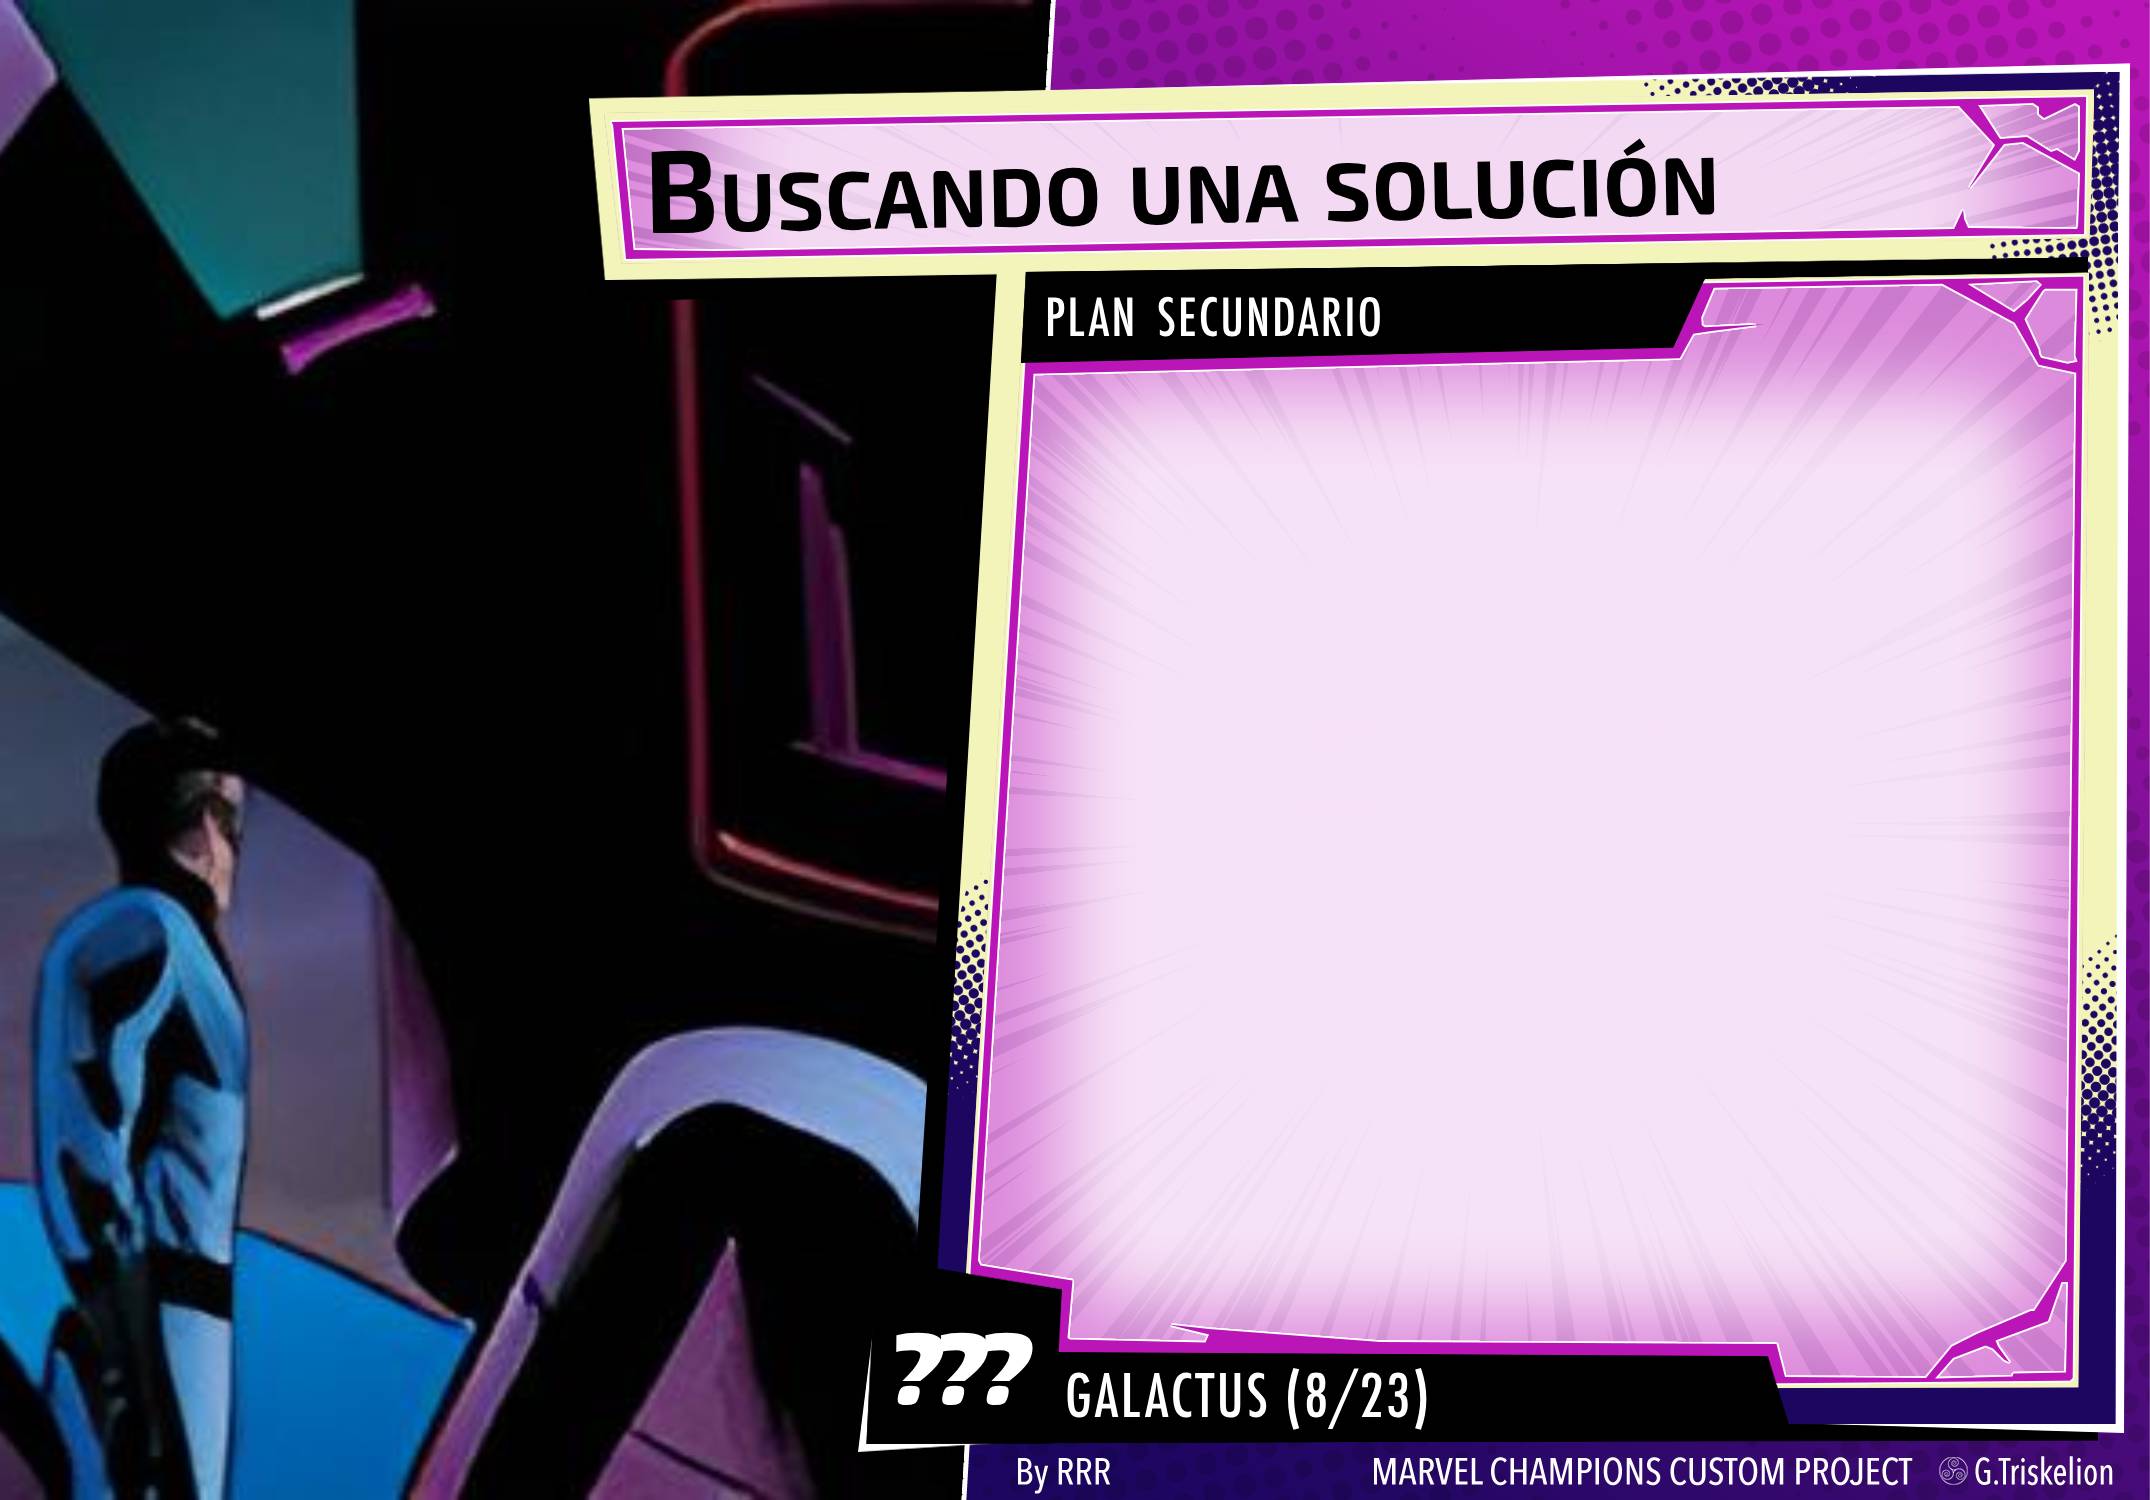 BUSCANDO UNA SOLUCIÓN
PLAN SECUNDARIO
???
GALACTUS (8/23)
By RRR
MARVEL CHAMPIONS CUSTOM PROJECT G.Triskelion